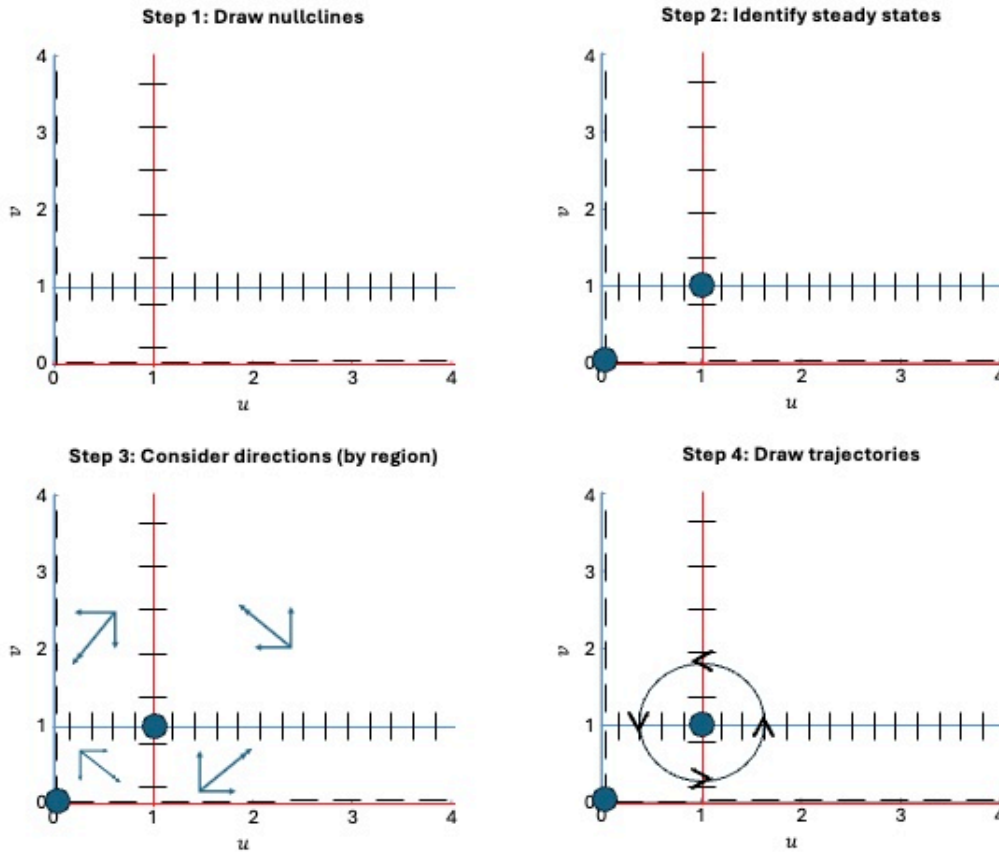 Step 1: Draw nullclines
4
3
2
1
0
v
0 1 2 3 4
u
Step 2: Identify steady states
4
3
2
1
0
v
0 1 2 3 4
u
Step 3: Consider directions (by region)
4
3
2
1
0
v
0 1 2 3 4
u
Step 4: Draw trajectories
4
3
2
1
0
v
0 1 2 3 4
u